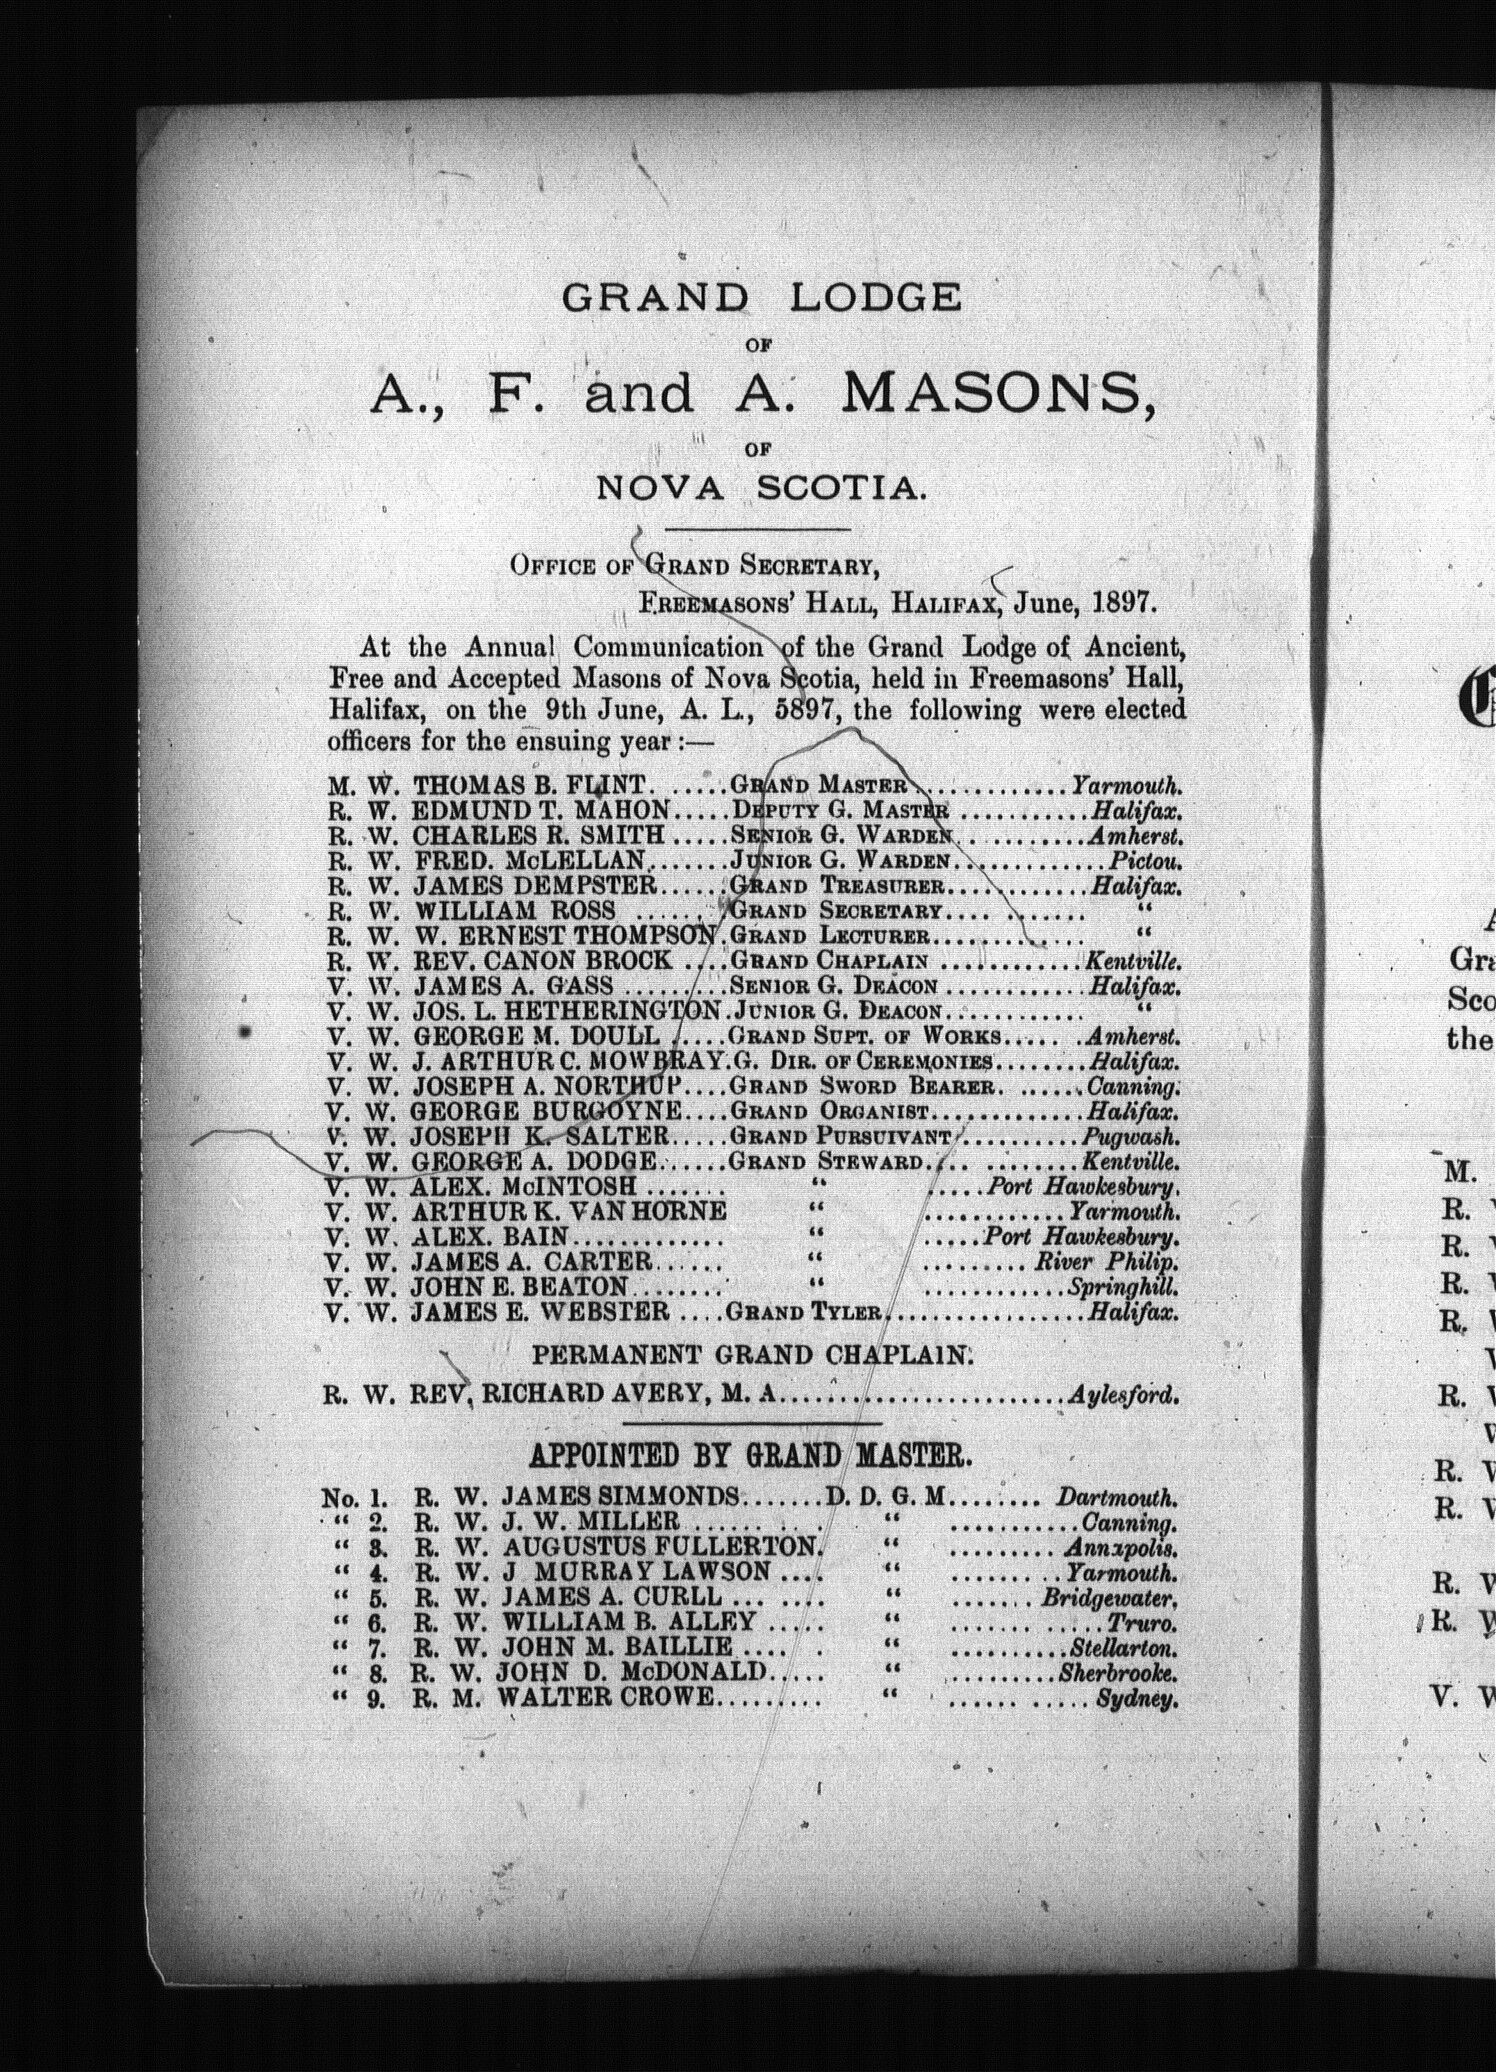 GRAND LODGE
OF
A., F. and A. MASONS,
OF
NOVA SCOTIA.
OFFICE OF GRAND SECRETARY,
FREEMASONS' HALL, HALIFAX, June, 1897.
At the Annual Communication of the Grand Lodge of Ancient,
Free and Accepted Masons of Nova Scotia, held in Freemasons' Hall,
Halifax, on the 9th June, A. L., 5897, the following were elected
officers for the ensuing year :—
M. W. THOMAS B. FLINT. ......GRAND MASTER..............Yarmouth.
R. W. EDMUND T. MAHON.....DEPUTY G. MASTER ...........Halifax.
R. W. CHARLES R. SMITH .....SENIOR G. WARDEN...........Amherst.
R. W. FRED. McLELLAN.......JUNIOR G. WARDEN.............Pictou.
R. W. JAMES DEMPSTER......GRAND TREASURER............Halifax.
R. W. WILLIAM ROSS ...... GRAND SECRETARY.... ....... “
R. W. W. ERNEST THOMPSON.GRAND LECTURER............. “
R. W. REV. CANON BROCK ....GRAND CHAPLAIN ............Kentville.
V. W. JAMES A. GASS .........SENIOR G. DEACON ............Halifax.
V. W. JOS. L. HETHERINGTON.JUNIOR G. DEACON............ “
V. W. GEORGE M. DOULL .....GRAND SUPT. OF WORKS..... .Amherst.
V. W. J. ARTHUR C. MOWBRAY.G. DIR. OF CEREMONIES........Halifax.
V. W. JOSEPH A. NORTHUP....GRAND SWORD BEARER. ......Canning.
V. W. GEORGE BURGOYNE....GRAND ORGANIST.............Halifax.
V. W. JOSEPH K. SALTER.....GRAND PURSUIVANT...........Pugwash.
V. W. GEORGE A. DODGE......GRAND STEWARD.... ........Kentville.
V. W. ALEX. McINTOSH ....... “ .....Port Hawkesbury.
V. W. ARTHUR K. VAN HORNE “ ............Yarmouth.
V. W. ALEX. BAIN............. “ .....Port Hawkesbury.
V. W. JAMES A. CARTER...... “ .........River Philip.
V. W. JOHN E. BEATON........ “ ............Springhill.
V. W. JAMES E. WEBSTER ....GRAND TYLER.................Halifax.
PERMANENT GRAND CHAPLAIN.
R. W. REV. RICHARD AVERY, M. A........................Aylesford.
APPOINTED BY GRAND MASTER.
No. 1. R. W. JAMES SIMMONDS.......D. D. G. M........ Dartmouth.
“ 2. R. W. J. W. MILLER ...... . . . “ ...........Canning.
“ 3. R. W. AUGUSTUS FULLERTON. “ ......... Annapolis.
“ 4. R. W. J MURRAY LAWSON .... “ .........Yarmouth.
“ 5. R. W. JAMES A. CURLL ... .... “ .......Bridgewater.
“ 6. R. W. WILLIAM B. ALLEY ..... “ ....... .....Truro.
“ 7. R. W. JOHN M. BAILLIE .... . “ ..........Stellarton.
“ 8. R. W. JOHN D. McDONALD..... “ .........Sherbrooke.
“ 9. R. M. WALTER CROWE......... “ ...... .....Sydney.
Gra
Sco
the
M.
R.
R.
R.
R.
R.
R.
R.
R.
R.
V.